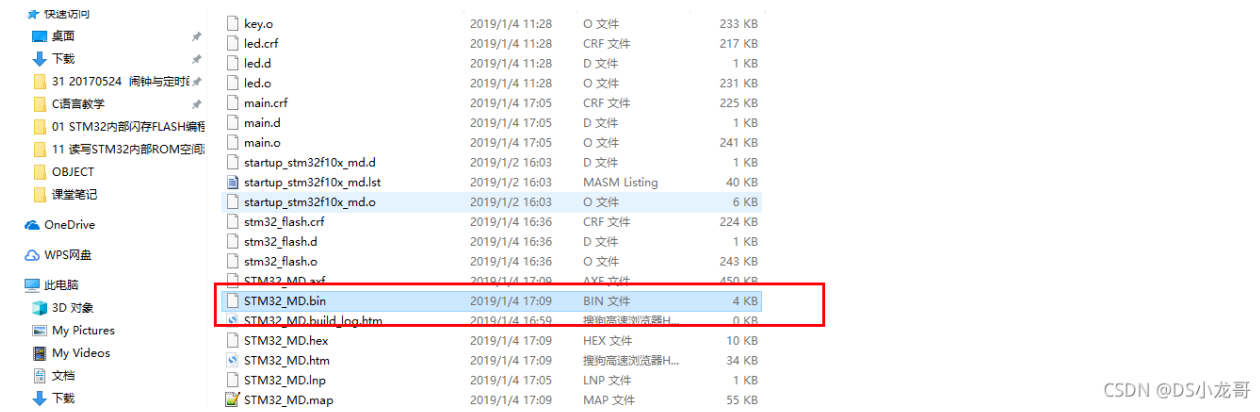 快速访问
桌面
下载
31 20170524 闹钟与定时
C语言教学
01 STM32内部闪存FLASH编程
11 读写STM32内部ROM空间
OBJECT
课堂笔记
OneDrive
WPS网盘
此电脑
3D 对象
My Pictures
My Videos
文档
下载
key.o 2019/1/4 11:28 O 文件 233 KB
led.crf 2019/1/4 11:28 CRF 文件 217 KB
led.d 2019/1/4 11:28 D 文件 1 KB
led.o 2019/1/4 11:28 O 文件 231 KB
main.crf 2019/1/4 17:05 CRF 文件 225 KB
main.d 2019/1/4 17:05 D 文件 1 KB
main.o 2019/1/4 17:05 O 文件 241 KB
startup_stm32f10x_md.d 2019/1/2 16:03 D 文件 1 KB
startup_stm32f10x_md.lst 2019/1/2 16:03 MASM Listing 40 KB
startup_stm32f10x_md.o 2019/1/2 16:03 O 文件 6 KB
stm32_flash.crf 2019/1/4 16:36 CRF 文件 224 KB
stm32_flash.d 2019/1/4 16:36 D 文件 1 KB
stm32_flash.o 2019/1/4 16:36 O 文件 243 KB
STM32_MD.axf 2019/1/4 17:09 AXF 文件 450 KB
STM32_MD.bin 2019/1/4 17:09 BIN 文件 4 KB
STM32_MD.build_log.htm 2019/1/4 16:59 搜狗高速浏览器H... 0 KB
STM32_MD.hex 2019/1/4 17:09 HEX 文件 10 KB
STM32_MD.htm 2019/1/4 17:09 搜狗高速浏览器H... 34 KB
STM32_MD.lnp 2019/1/4 17:05 LNP 文件 1 KB
STM32_MD.map 2019/1/4 17:09 MAP 文件 55 KB
CSDN @DS小龙哥